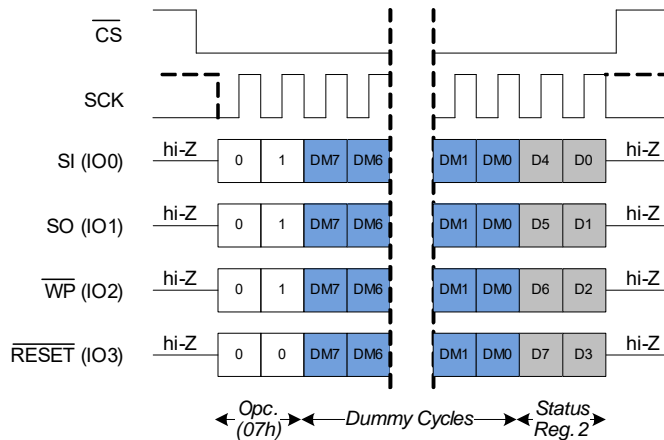 CS
SCK
hi-Z hi-Z
SI (IO0) 0 1 DM7 DM6 DM1 DM0 D4 D0
hi-Z hi-Z
SO (IO1) 0 1 DM7 DM6 DM1 DM0 D5 D1
hi-Z hi-Z
WP (IO2) 0 1 DM7 DM6 DM1 DM0 D6 D2
hi-Z hi-Z
RESET (IO3) 0 0 DM7 DM6 DM1 DM0 D7 D3
Opc. Dummy Cycles Status
(07h) Reg. 2